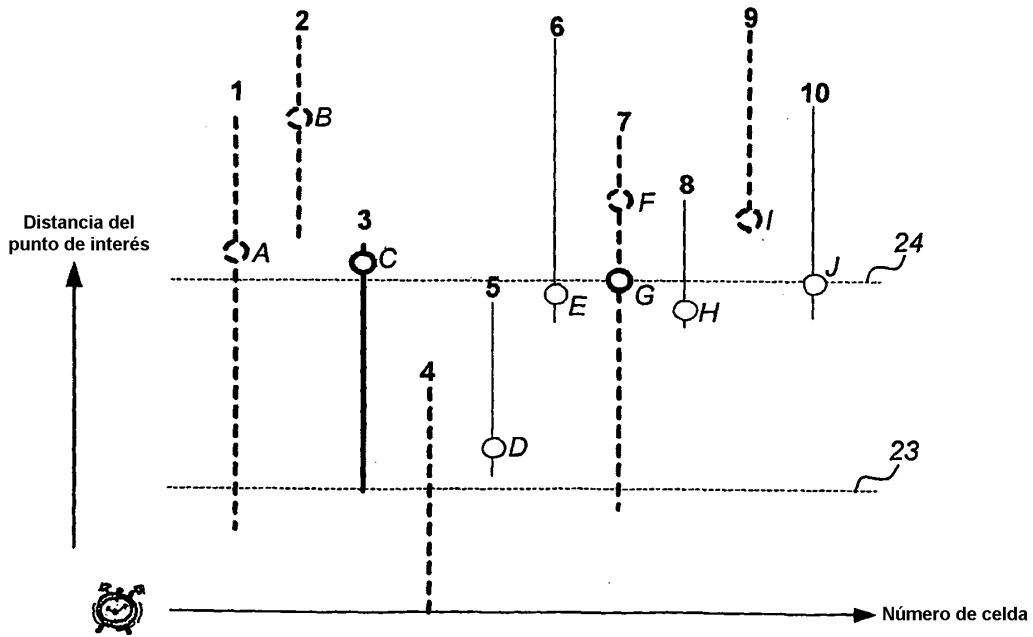 2
9
6
1
10
B
7
8
F
Distancia del
punto de interés
3
I
A
C
24
J
5
E
G
H
4
D
23
Número de celda